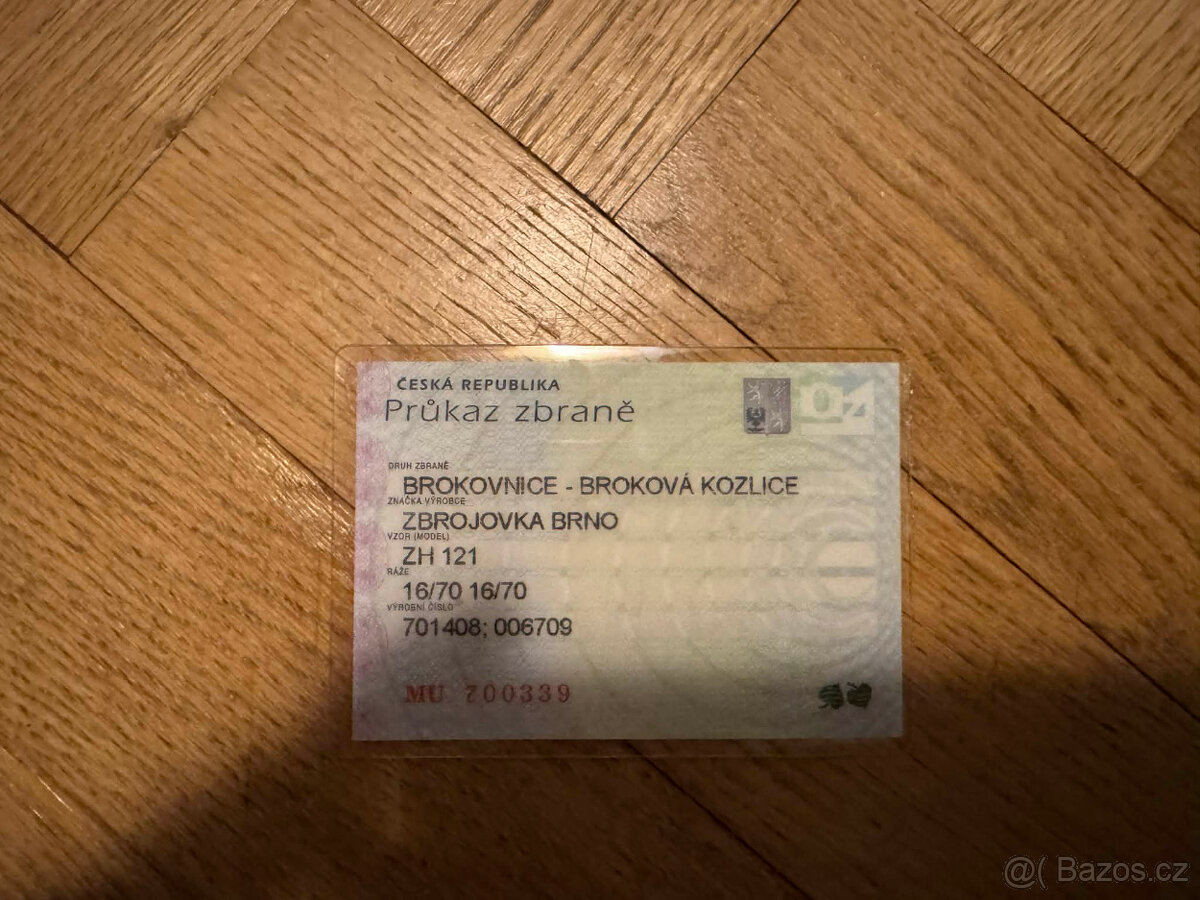 ČESKÁ REPUBLIKA
Průkaz zbraně
DRUH ZBRANĚ
BROKOVNICE - BROKOVÁ KOZLICE
ZNAČKA VÝROBCE
ZBROJOVKA BRNO
VZOR (MODEL)
ZH 121
RÁŽE
16/70 16/70
VÝROBNÍ ČÍSLO
701408; 006709
MU 700339
@( Bazos.cz